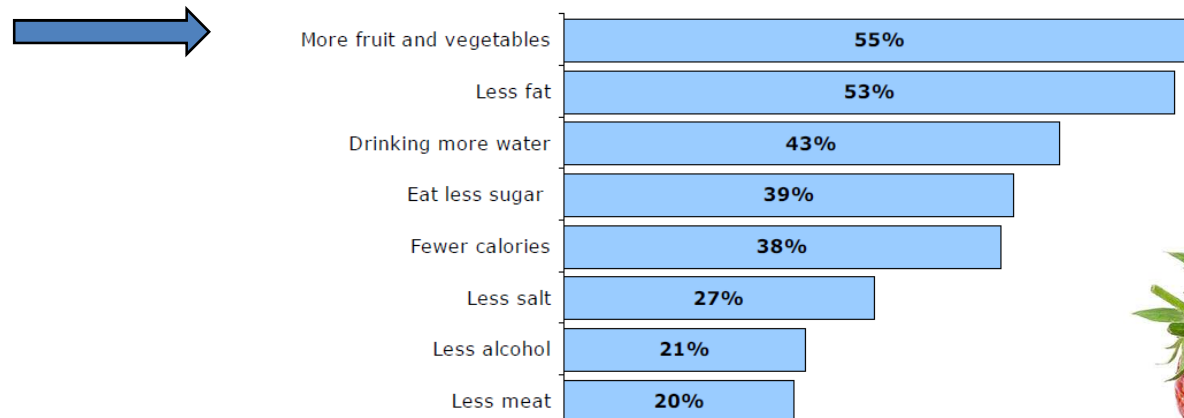 More fruit and vegetables 55%
Less fat 53%
Drinking more water 43%
Eat less sugar 39%
Fewer calories 38%
Less salt 27%
Less alcohol 21%
Less meat 20%